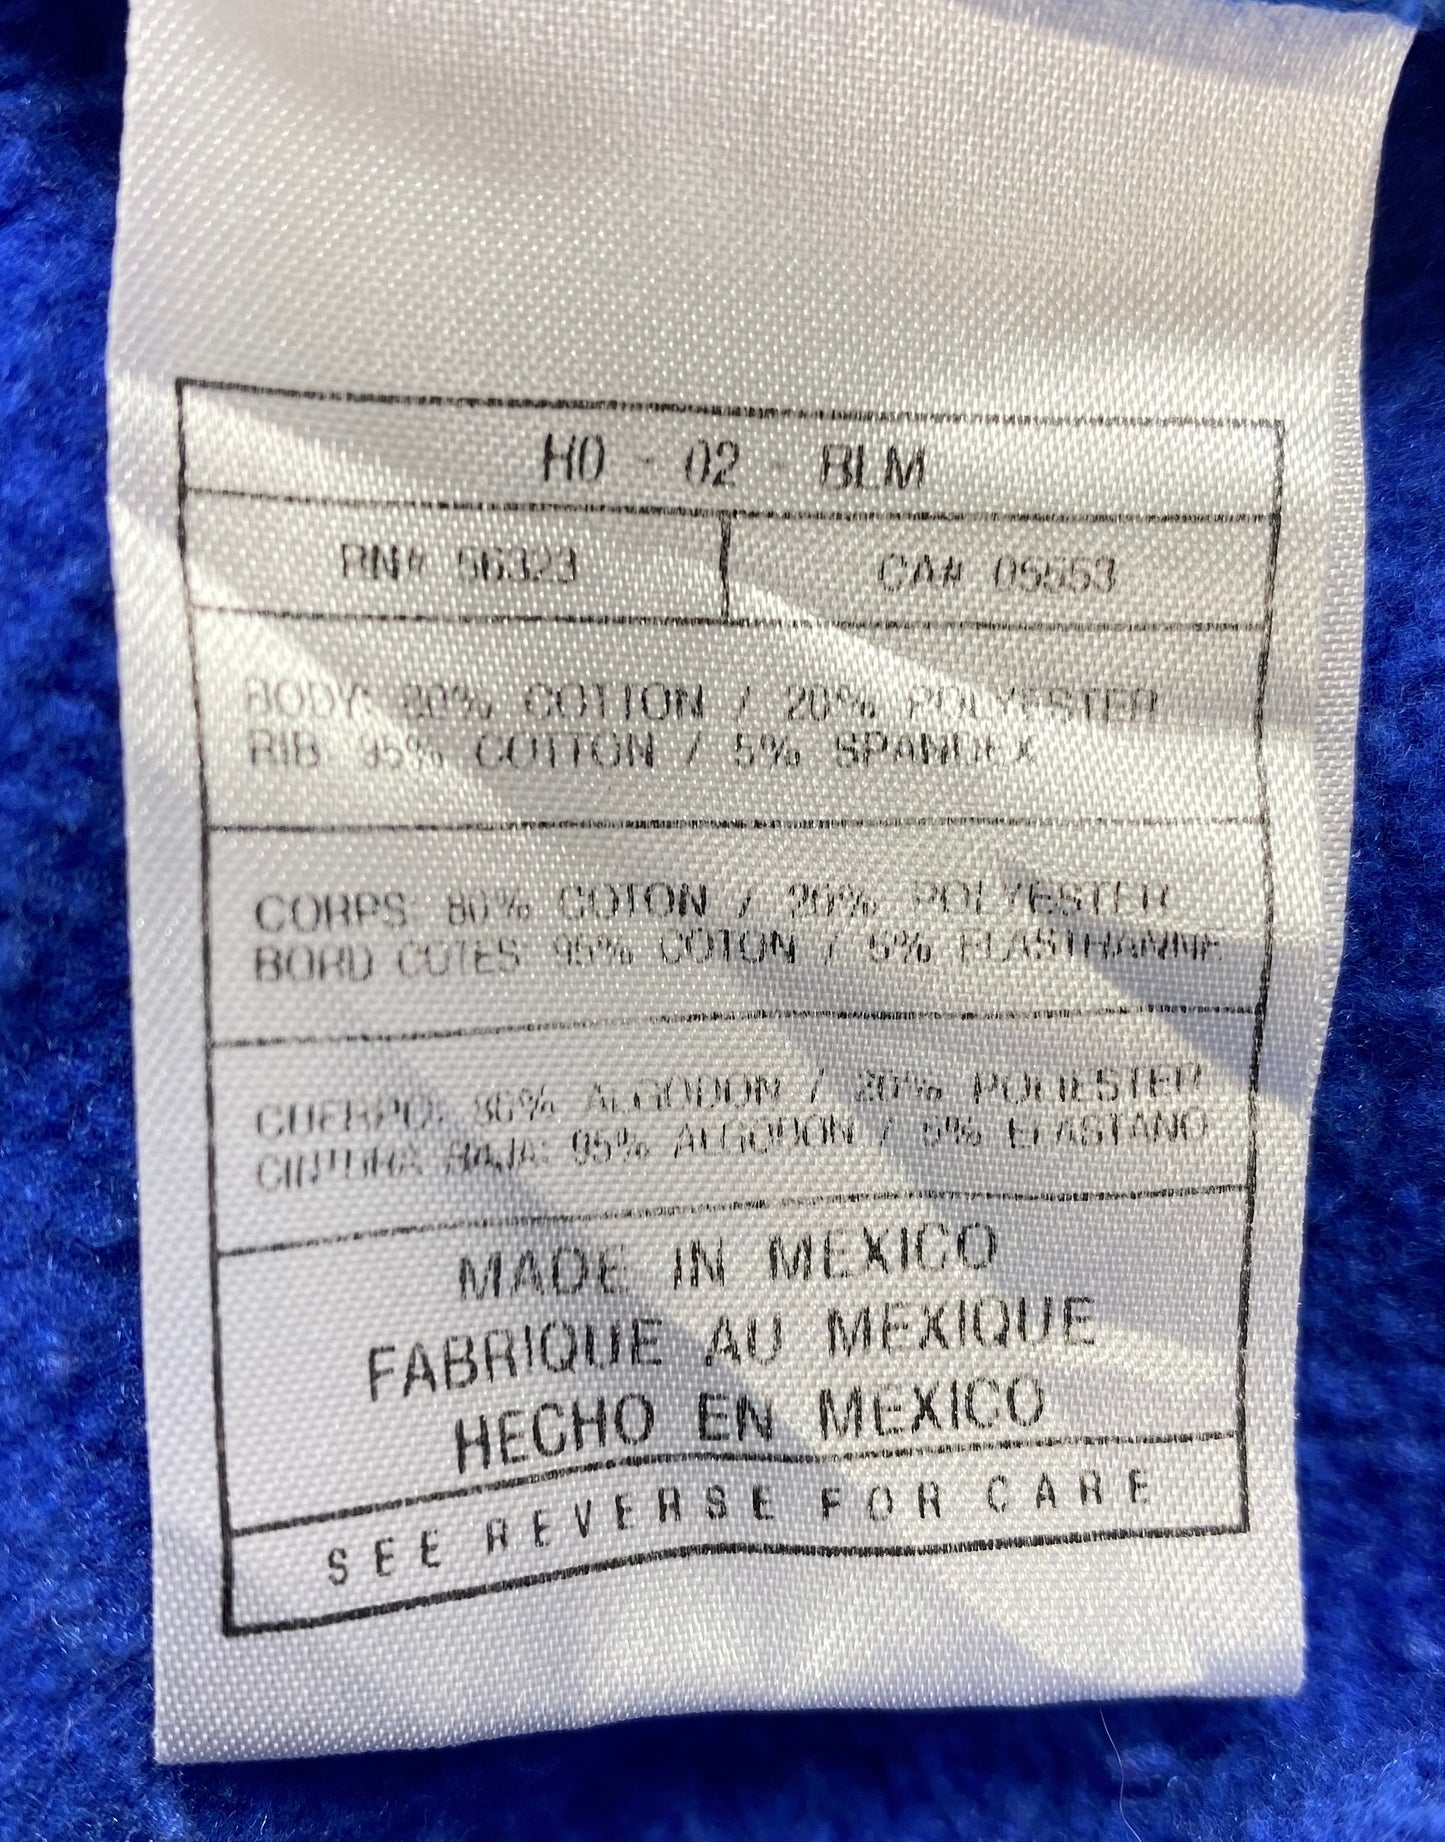 H0 - 02 - BLM
RN# 56323
CA# 05553
BODY: 80% COTTON / 20% POLYESTER
RIB: 95% COTTON / 5% SPANDEX
CORPS: 80% COTON / 20% POLYESTER
BORD COTES: 95% COTON / 5% ELASTHANNE
CUERPO: 80% ALGODON / 20% POLIESTER
CINTURA BAJA: 95% ALGODON / 5% ELASTANO
MADE IN MEXICO
FABRIQUE AU MEXIQUE
HECHO EN MEXICO
SEE REVERSE FOR CARE